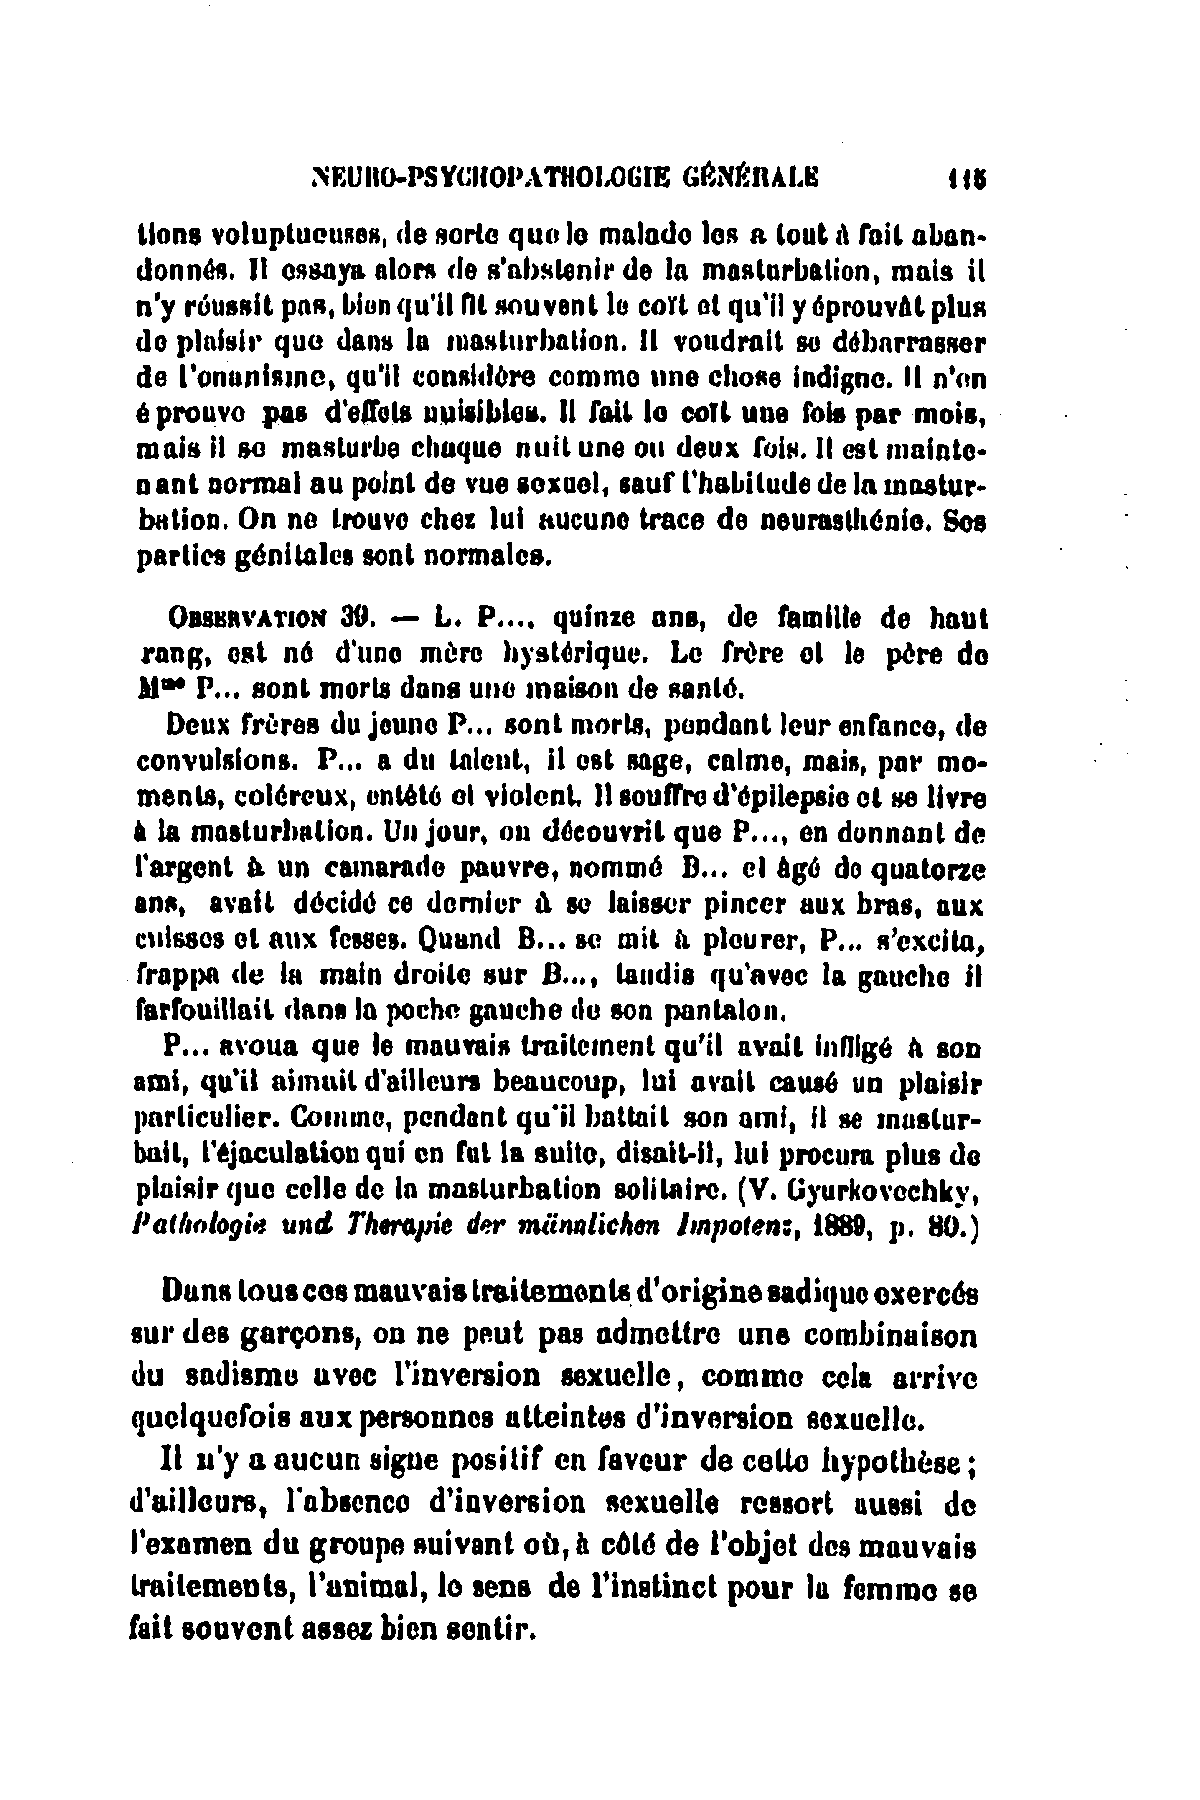 NEURO-PSYCHOPATHOLOGIE GÉNÉRALE 115
tions voluptueuses, de sorte que le malade les a tout à fait aban-
donnés. Il essaya alors de s'abstenir de la masturbation, mais il
n'y réussit pas, bien qu'il fît souvent le coït et qu'il y éprouvât plus
de plaisir que dans la masturbation. Il voudrait se débarrasser
de l'onanisme, qu'il considère comme une chose indigne. Il n'en
éprouve pas d'effets nuisibles. Il fait le coït une fois par mois,
mais il se masturbe chaque nuit une ou deux fois. Il est mainte-
nant normal au point de vue sexuel, sauf l'habitude de la mastur-
bation. On ne trouve chez lui aucune trace de neurasthénie. Ses
parties génitales sont normales.
OBSERVATION 39. — L. P...., quinze ans, de famille de haut
rang, est né d'une mère hystérique. Le frère et le père de
Mme P... sont morts dans une maison de santé.
Deux frères du jeune P... sont morts, pendant leur enfance, de
convulsions. P... a du talent, il est sage, calme, mais, par mo-
ments, coléreux, entêté et violent. Il souffre d'épilepsie et se livre
à la masturbation. Un jour, on découvrit que P..., en donnant de
l'argent à un camarade pauvre, nommé B... et âgé de quatorze
ans, avait décidé ce dernier à se laisser pincer aux bras, aux
cuisses et aux fesses. Quand B... se mit à pleurer, P... s'excita,
frappa de la main droite sur B..., tandis qu'avec la gauche il
farfouillait dans la poche gauche de son pantalon.
P... avoua que le mauvais traitement qu'il avait infligé à son
ami, qu'il aimait d'ailleurs beaucoup, lui avait causé un plaisir
particulier. Comme, pendant qu'il battait son ami, il se mastur-
bait, l'éjaculation qui en fut la suite, disait-il, lui procura plus de
plaisir que celle de la masturbation solitaire. (V. Gyurkovechky,
Pathologie und Therapie der männlichen Impotenz, 1889, p. 80.)
Dans tous ces mauvais traitements d'origine sadique exercés
sur des garçons, on ne peut pas admettre une combinaison
du sadisme avec l'inversion sexuelle, comme cela arrive
quelquefois aux personnes atteintes d'inversion sexuelle.
Il n'y a aucun signe positif en faveur de cette hypothèse ;
d'ailleurs, l'absence d'inversion sexuelle ressort aussi de
l'examen du groupe suivant où, à côté de l'objet des mauvais
traitements, l'animal, le sens de l'instinct pour la femme se
fait souvent assez bien sentir.